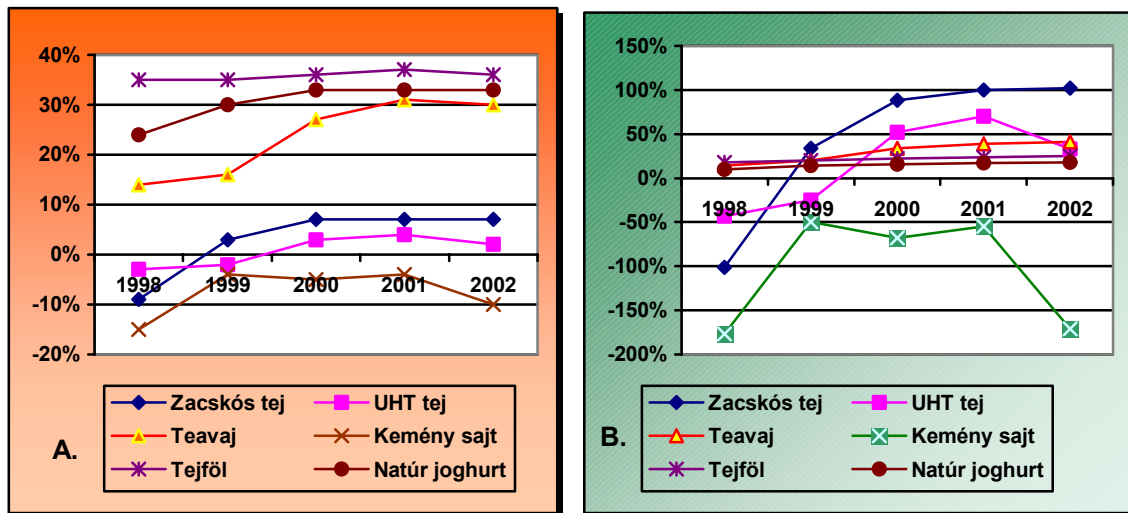 40%
30%
20%
10%
0%
-10%
-20%
1998 1999 2000 2001 2002
Zacskós tej UHT tej
Teavaj Kemény sajt
Tejföl Natúr joghurt
A.
150%
100%
50%
0%
-50%
-100%
-150%
-200%
1998 1999 2000 2001 2002
Zacskós tej UHT tej
Teavaj Kemény sajt
Tejföl Natúr joghurt
B.